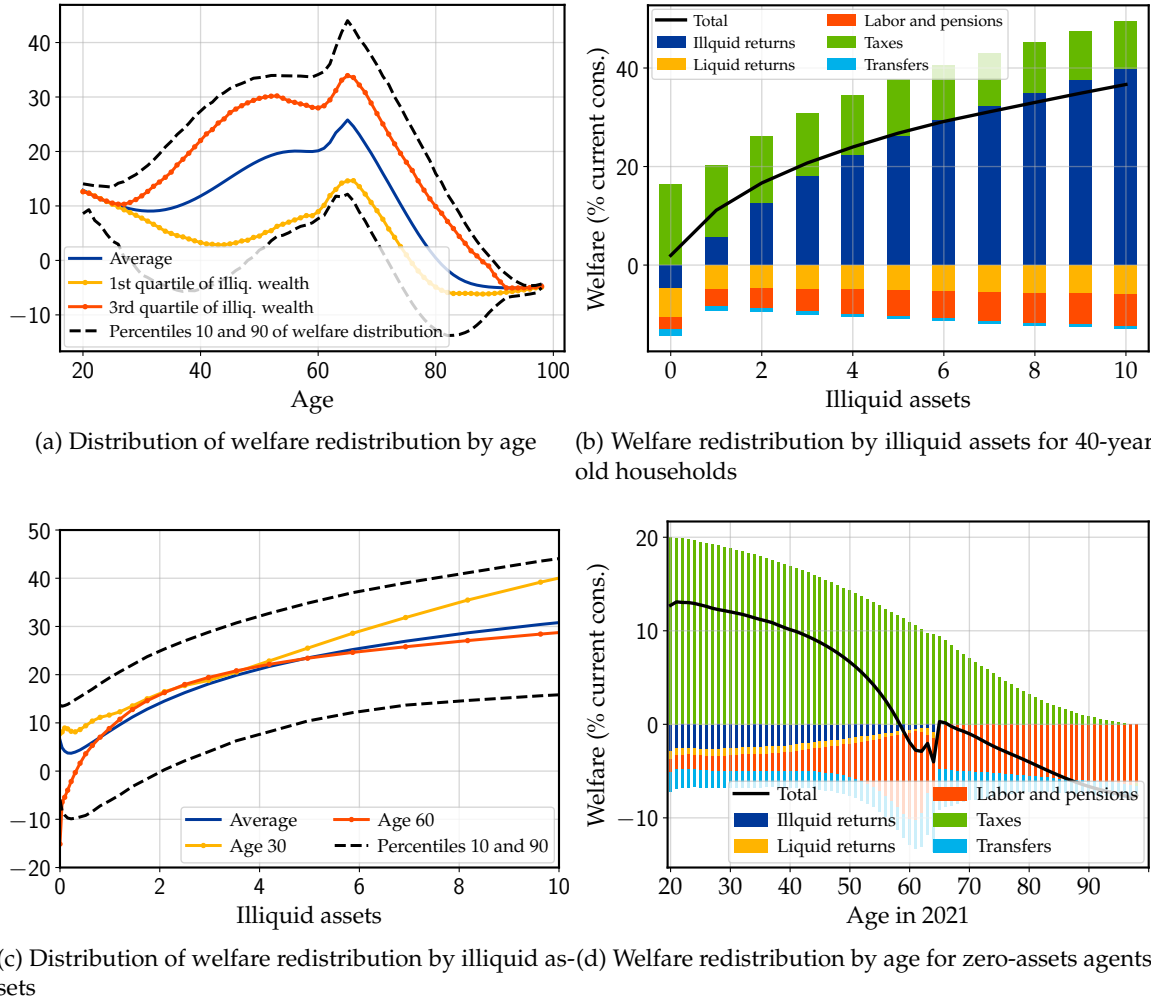 40
30
20
10
0
−10
20
40
60
80
100
Age
Average
1st quartile of illiq. wealth
3rd quartile of illiq. wealth
Percentiles 10 and 90 of welfare distribution
(a) Distribution of welfare redistribution by age
Welfare (% current cons.)
40
20
0
0
2
4
6
8
10
Illiquid assets
Total
Illquid returns
Liquid returns
Labor and pensions
Taxes
Transfers
(b) Welfare redistribution by illiquid assets for 40-year
old households
50
40
30
20
10
0
−10
−20
0
2
4
6
8
10
Illiquid assets
Average
Age 30
Age 60
Percentiles 10 and 90
(c) Distribution of welfare redistribution by illiquid as-
sets
Welfare (% current cons.)
20
10
0
−10
20
30
40
50
60
70
80
90
Age in 2021
Total
Illquid returns
Liquid returns
Labor and pensions
Taxes
Transfers
(d) Welfare redistribution by age for zero-assets agents